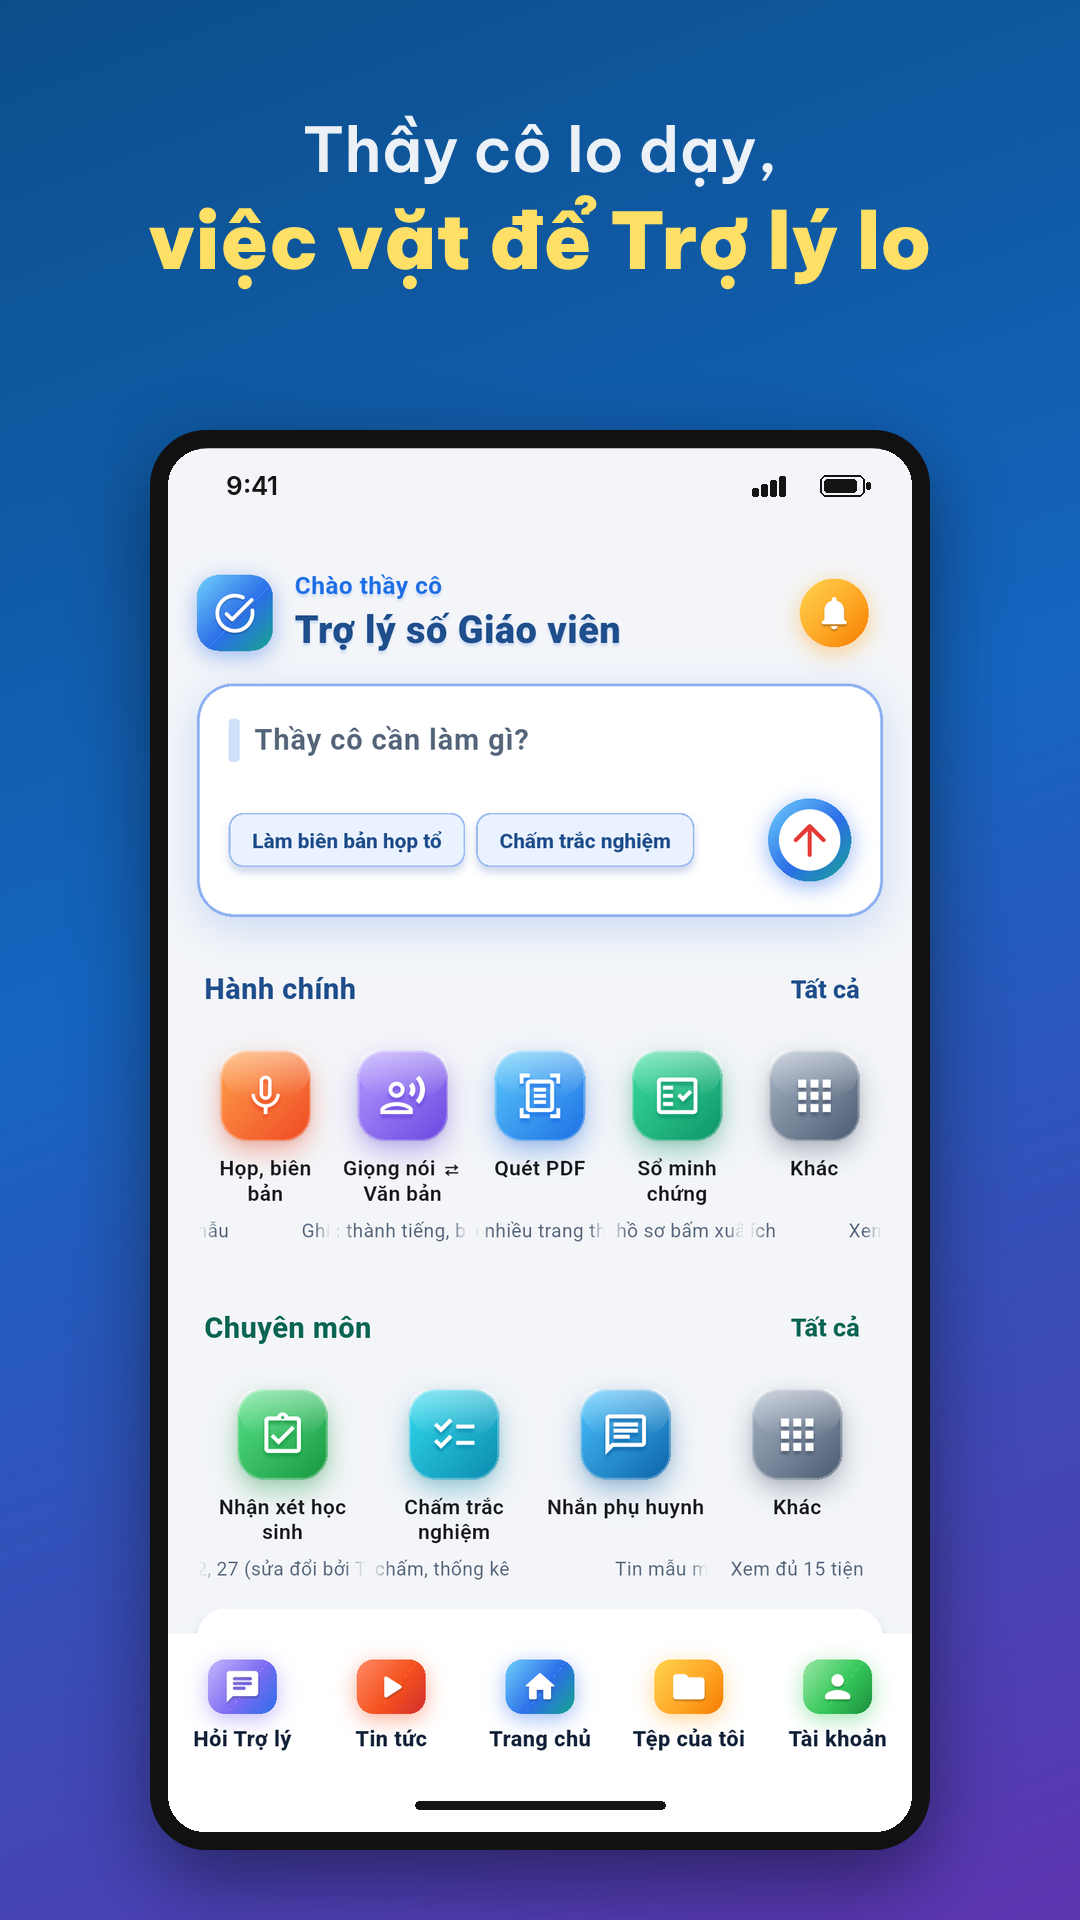 Thầy cô lo dạy,
việc vặt để Trợ lý lo
9:41
Chào thầy cô
Trợ lý số Giáo viên
Thầy cô cần làm gì?
Làm biên bản họp tổ
Chấm trắc nghiệm
Hành chính
Tất cả
Họp, biên bản
Giọng nói ⇄ Văn bản
Quét PDF
Sổ minh chứng
Khác
Ghi
thành tiếng,
nhiều trang
hồ sơ bấm
ích
Chuyên môn
Tất cả
Nhận xét học sinh
Chấm trắc nghiệm
Nhắn phụ huynh
Khác
27 (sửa đổi bởi
chấm, thống kê
Tin mẫu
Xem đủ 15 tiện
Hỏi Trợ lý
Tin tức
Trang chủ
Tệp của tôi
Tài khoản